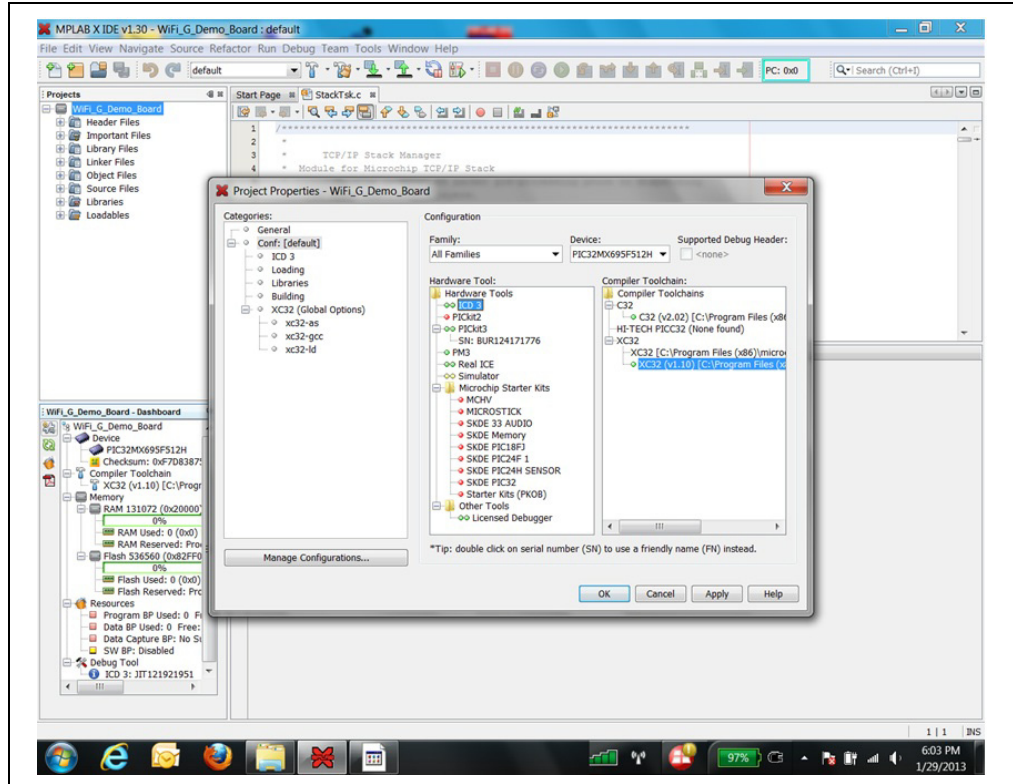 MPLAB X IDE v1.30 - WiFi_G_Demo_Board : default
File Edit View Navigate Source Refactor Run Debug Team Tools Window Help
default
PC: 0x0
Search (Ctrl+I)
Projects
Start Page
StackTsk.c
WiFi_G_Demo_Board
Header Files
Important Files
Library Files
Linker Files
Object Files
Source Files
Libraries
Loadables
1 /*********************************************************************
2 *
3 * TCP/IP Stack Manager
4 * Module for Microchip TCP/IP Stack
Project Properties - WiFi_G_Demo_Board
Categories:
General
Conf: [default]
ICD 3
Loading
Libraries
Building
XC32 (Global Options)
xc32-as
xc32-gcc
xc32-ld
Manage Configurations...
Configuration
Family:
All Families
Device:
PIC32MX695F512H
Supported Debug Header:
<none>
Hardware Tool:
Hardware Tools
ICD 3
PICkit2
PICkit3
SN: BUR124171776
PM3
Real ICE
Simulator
Microchip Starter Kits
MCHV
MICROSTICK
SKDE 33 AUDIO
SKDE Memory
SKDE PIC18FJ
SKDE PIC24F 1
SKDE PIC24H SENSOR
SKDE PIC32
Starter Kits (PKOB)
Other Tools
Licensed Debugger
Compiler Toolchain:
Compiler Toolchains
C32
C32 (v2.02) [C:\Program Files (x86
HI-TECH PICC32 (None found)
XC32
XC32 [C:\Program Files (x86)\micro
XC32 (v1.10) [C:\Program Files (x
*Tip: double click on serial number (SN) to use a friendly name (FN) instead.
OK
Cancel
Apply
Help
WiFi_G_Demo_Board - Dashboard
WiFi_G_Demo_Board
Device
PIC32MX695F512H
Checksum: 0xF7D8387
Compiler Toolchain
XC32 (v1.10) [C:\Progr
Memory
RAM 131072 (0x20000)
0%
RAM Used: 0 (0x0)
RAM Reserved: Pro
Flash 536560 (0x82FF0
0%
Flash Used: 0 (0x0)
Flash Reserved: Prc
Resources
Program BP Used: 0 F
Data BP Used: 0 Free:
Data Capture BP: No Su
SW BP: Disabled
Debug Tool
ICD 3: JIT121921951
1 | 1
INS
97%
6:03 PM
1/29/2013